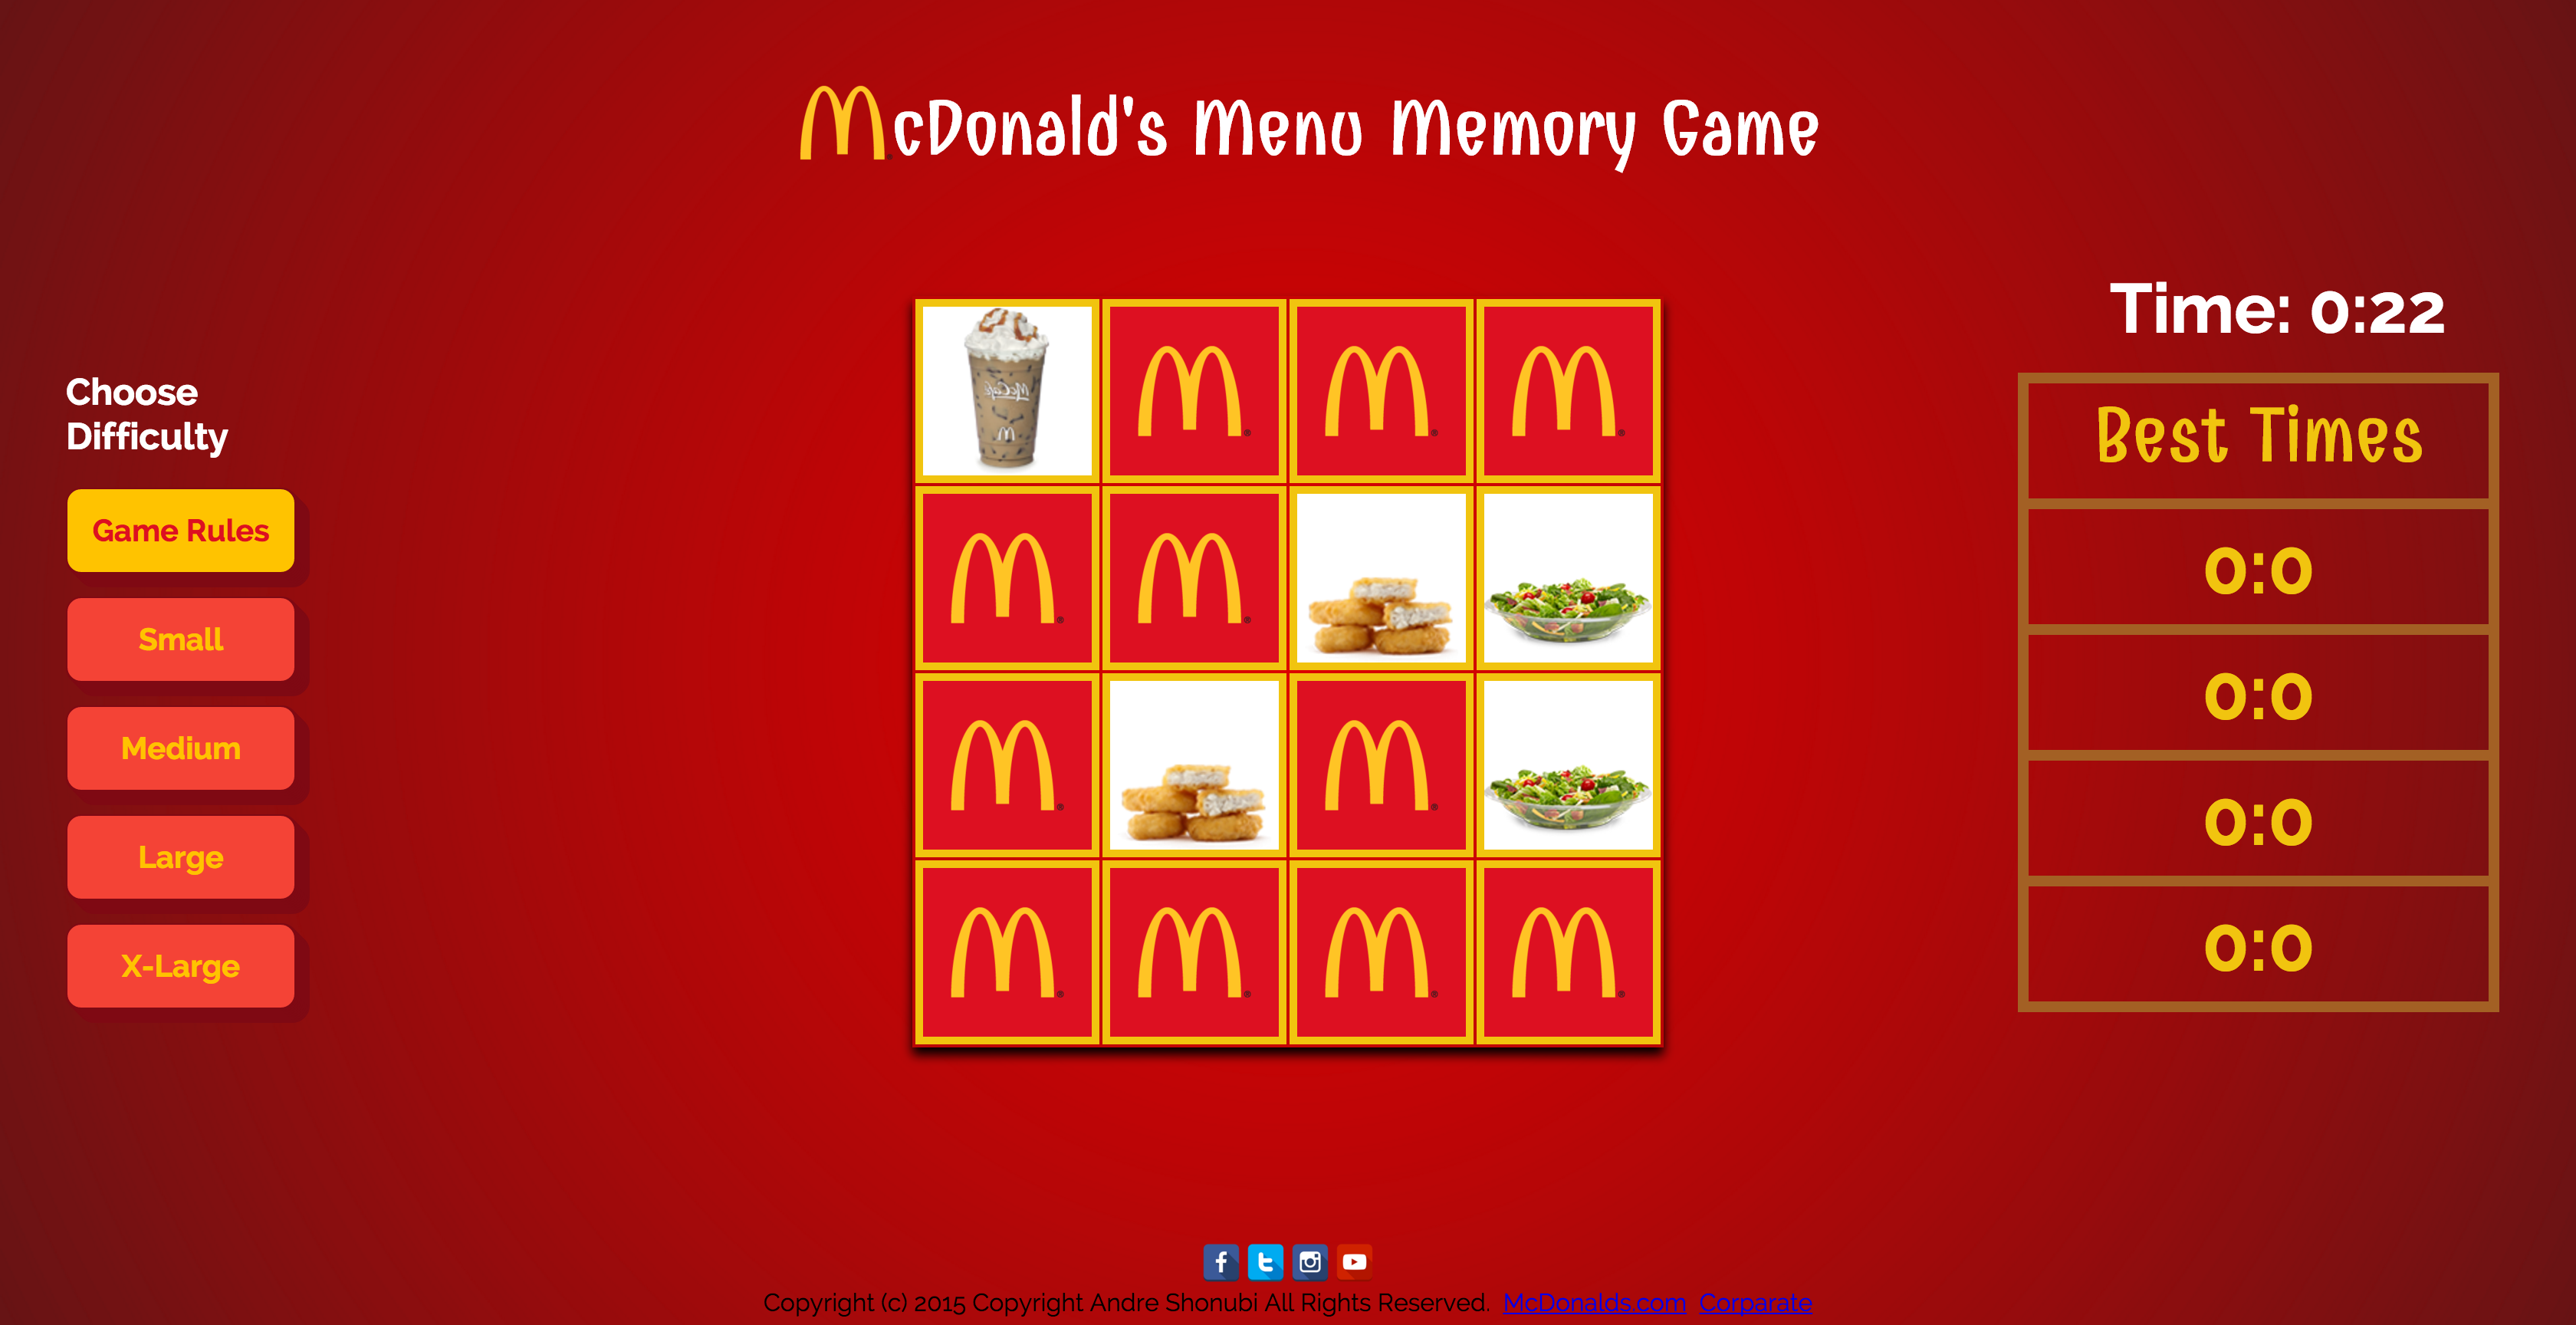 McDonald's Menu Memory Game
Time: 0:22
Choose
Difficulty
Game Rules
Small
Medium
Large
X-Large
McCafé
Best Times
0:0
0:0
0:0
0:0
Copyright (c) 2015 Copyright Andre Shonubi All Rights Reserved. McDonalds.com Corparate